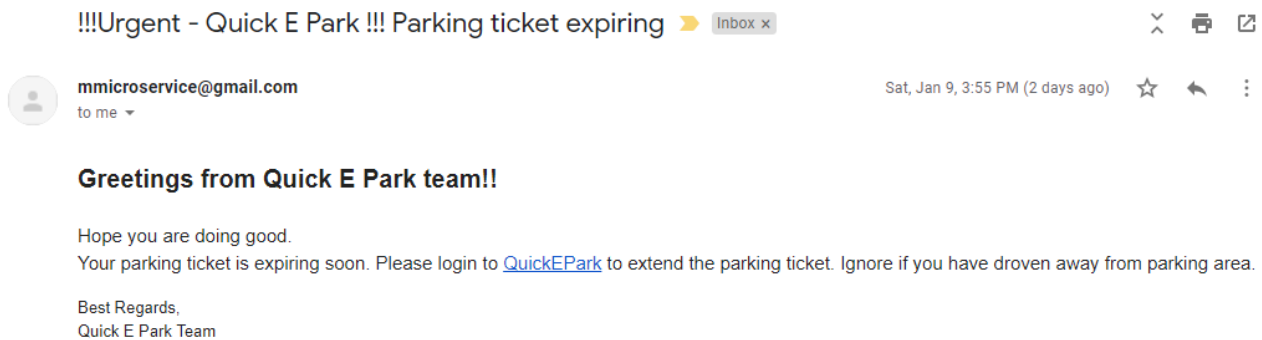 !!!Urgent - Quick E Park !!! Parking ticket expiring Inbox x
mmicroservice@gmail.com Sat, Jan 9, 3:55 PM (2 days ago)
to me
Greetings from Quick E Park team!!
Hope you are doing good.
Your parking ticket is expiring soon. Please login to QuickEPark to extend the parking ticket. Ignore if you have droven away from parking area.
Best Regards,
Quick E Park Team